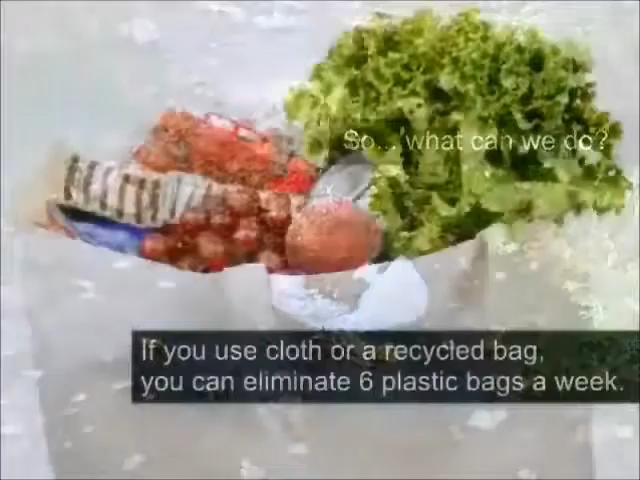 So... what can we do?
If you use cloth or a recycled bag,
you can eliminate 6 plastic bags a week.